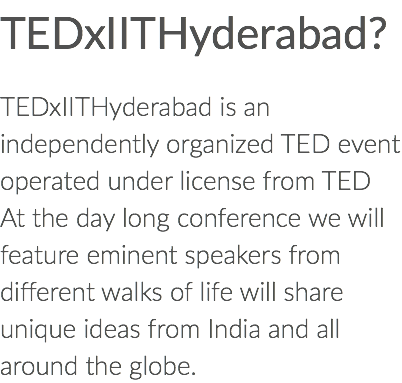 TEDxIITHyderabad?
TEDxIITHyderabad is an
independently organized TED event
operated under license from TED
At the day long conference we will
feature eminent speakers from
different walks of life will share
unique ideas from India and all
around the globe.